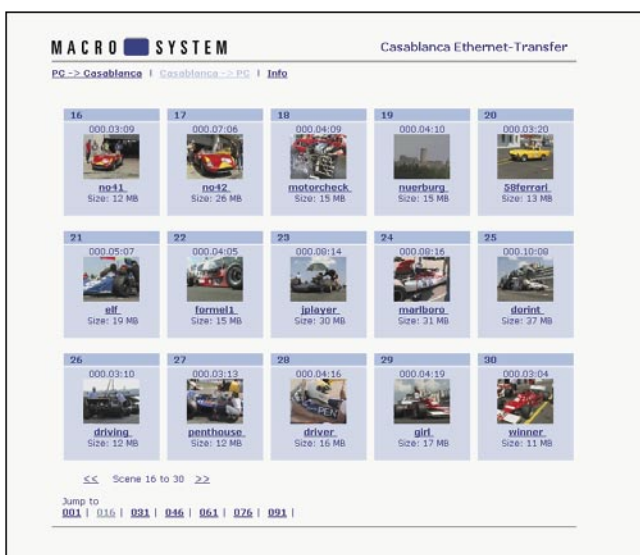 MACRO SYSTEM
Casablanca Ethernet-Transfer
PC -> Casablanca | Casablanca -> PC | Info
16 17 18 19 20
000.03:09 000.07:06 000.04:09 000.04:10 000.03:20
no41 no42 motorcheck nuerburg 58ferrari
Size: 12 MB Size: 26 MB Size: 15 MB Size: 15 MB Size: 13 MB
21 22 23 24 25
000.05:07 000.04:05 000.08:14 000.08:16 000.10:08
elf formel1 jplayer marlboro dorint
Size: 19 MB Size: 15 MB Size: 30 MB Size: 31 MB Size: 37 MB
26 27 28 29 30
000.03:10 000.03:13 000.04:16 000.04:19 000.03:04
driving penthouse driver girl winner
Size: 12 MB Size: 12 MB Size: 16 MB Size: 17 MB Size: 11 MB
<< Scene 16 to 30 >>
Jump to
001 | 016 | 031 | 046 | 061 | 076 | 091 |